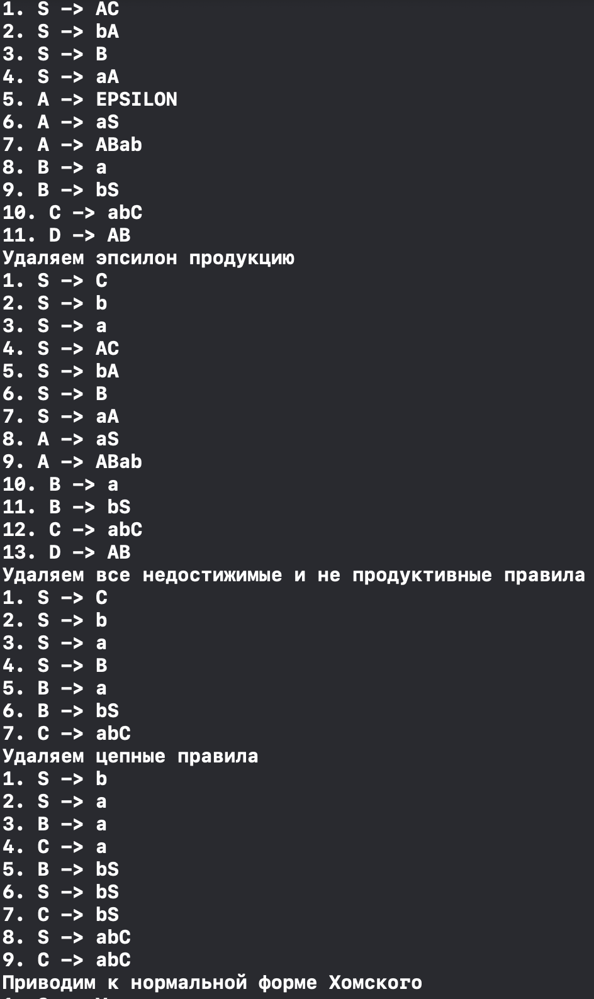 1. S -> AC
2. S -> bA
3. S -> B
4. S -> aA
5. A -> EPSILON
6. A -> aS
7. A -> ABab
8. B -> a
9. B -> bS
10. C -> abC
11. D -> AB
Удаляем эпсилон продукцию
1. S -> C
2. S -> b
3. S -> a
4. S -> AC
5. S -> bA
6. S -> B
7. S -> aA
8. A -> aS
9. A -> ABab
10. B -> a
11. B -> bS
12. C -> abC
13. D -> AB
Удаляем все недостижимые и не продуктивные правила
1. S -> C
2. S -> b
3. S -> a
4. S -> B
5. B -> a
6. B -> bS
7. C -> abC
Удаляем цепные правила
1. S -> b
2. S -> a
3. B -> a
4. C -> a
5. B -> bS
6. S -> bS
7. C -> bS
8. S -> abC
9. C -> abC
Приводим к нормальной форме Хомского